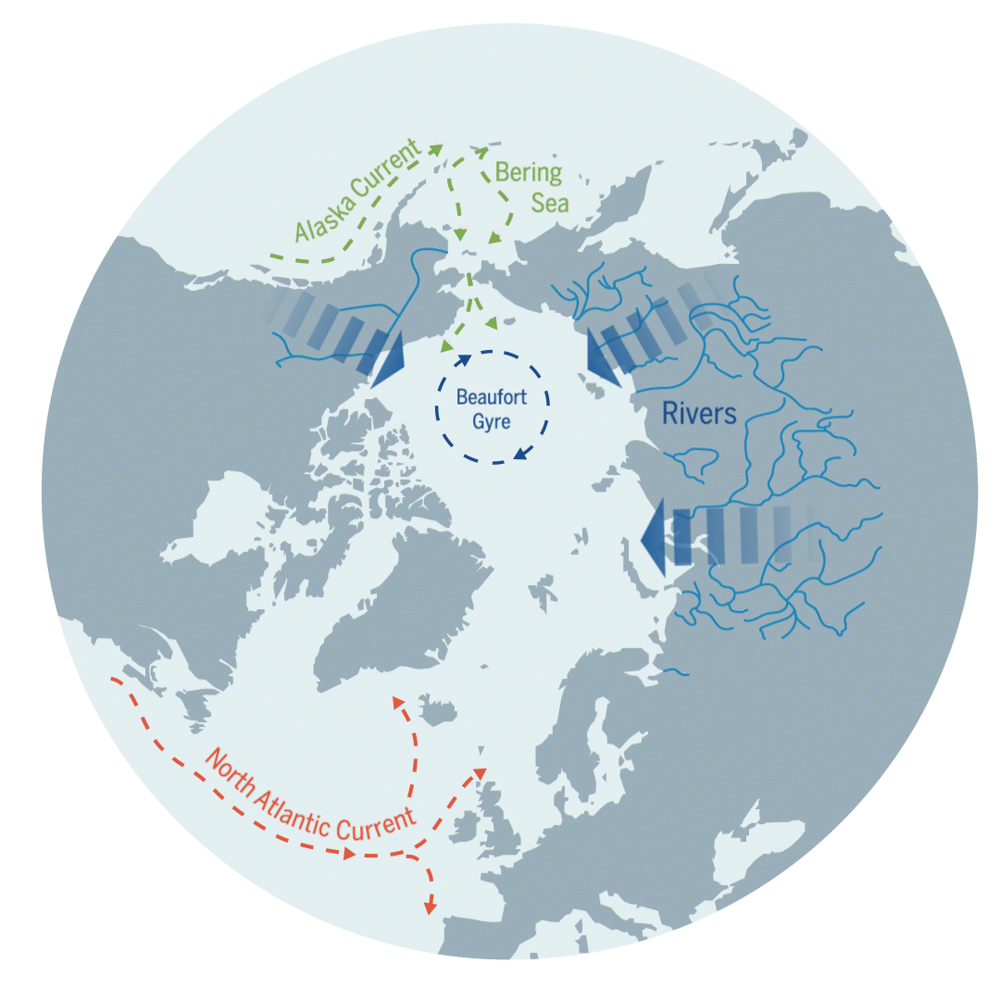 Alaska Current
Bering
Sea
Beaufort
Gyre
Rivers
North Atlantic Current